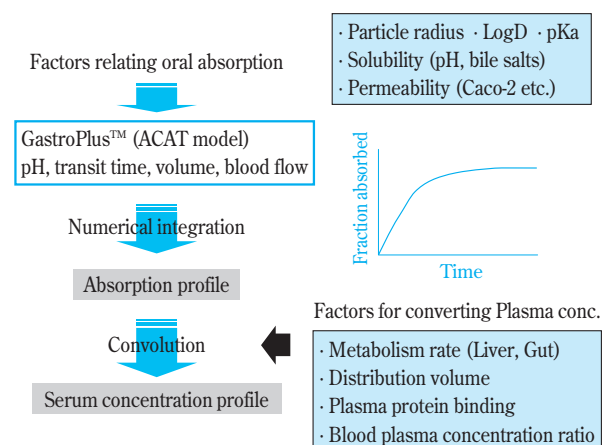 · Particle radius · LogD · pKa
· Solubility (pH, bile salts)
· Permeability (Caco-2 etc.)
Factors relating oral absorption
GastroPlus™ (ACAT model)
pH, transit time, volume, blood flow
Fraction absorbed
Time
Numerical integration
Absorption profile
Factors for converting Plasma conc.
Convolution
· Metabolism rate (Liver, Gut)
· Distribution volume
· Plasma protein binding
· Blood plasma concentration ratio
Serum concentration profile